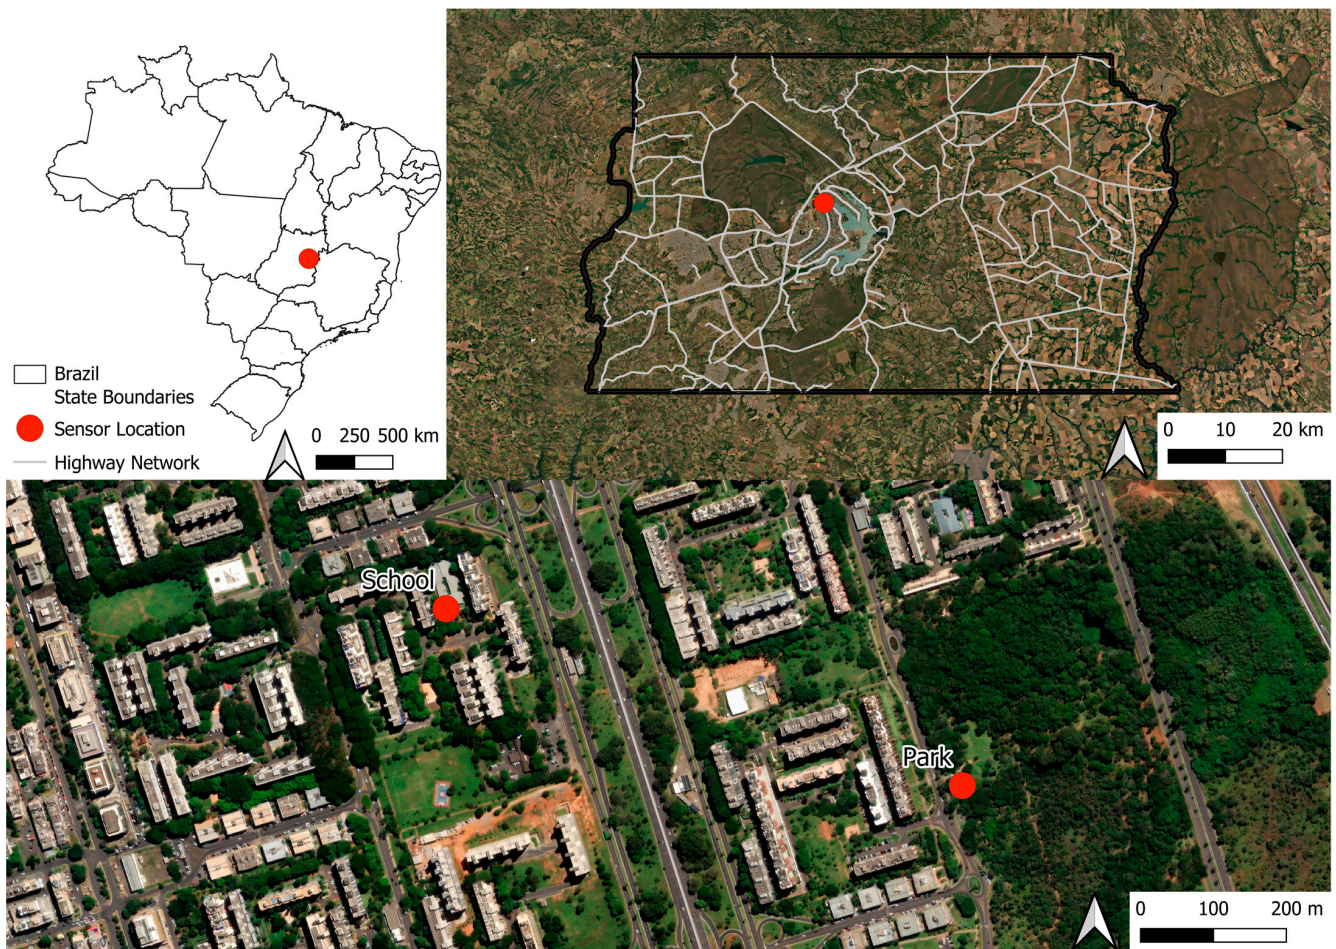 Brazil
State Boundaries
Sensor Location
Highway Network
0 250 500 km
0 10 20 km
School
Park
0 100 200 m